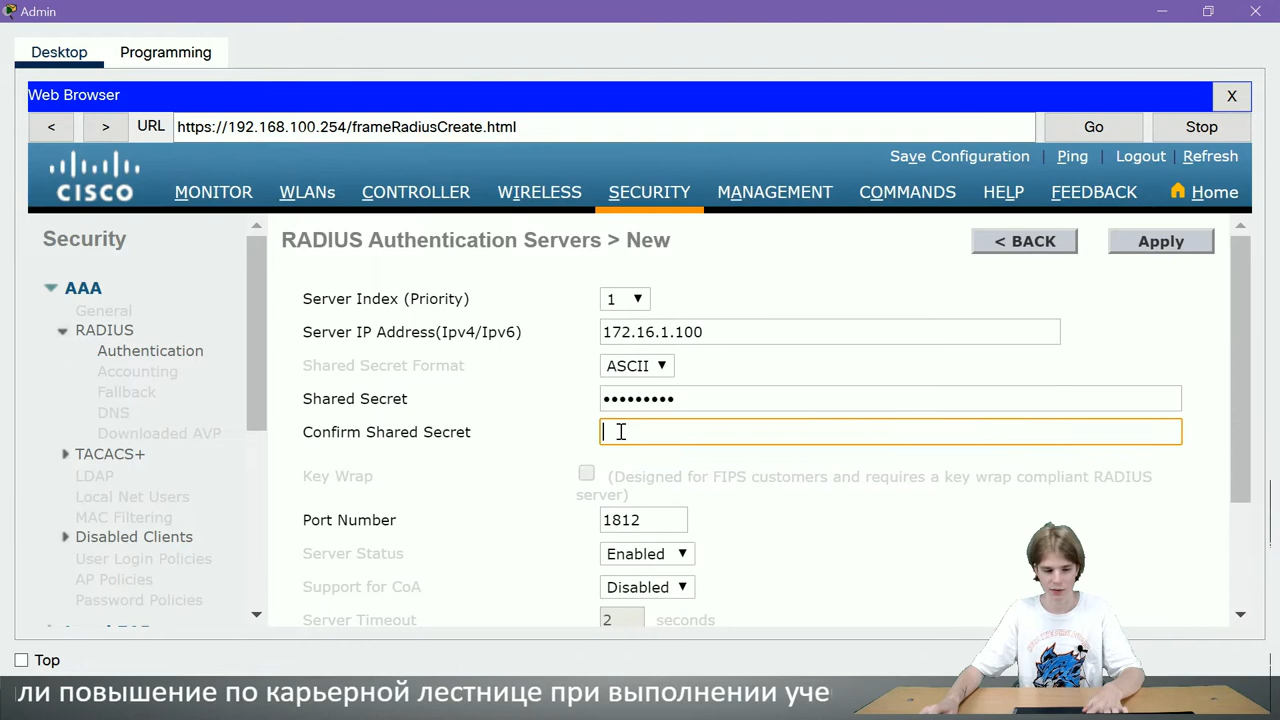 Admin
Desktop Programming
Web Browser X
< > URL https://192.168.100.254/frameRadiusCreate.html Go Stop
Save Configuration | Ping | Logout | Refresh
CISCO MONITOR WLANs CONTROLLER WIRELESS SECURITY MANAGEMENT COMMANDS HELP FEEDBACK Home
Security
AAA
General
RADIUS
Authentication
Accounting
Fallback
DNS
Downloaded AVP
TACACS+
LDAP
Local Net Users
MAC Filtering
Disabled Clients
User Login Policies
AP Policies
Password Policies
RADIUS Authentication Servers > New < BACK Apply
Server Index (Priority) 1
Server IP Address(Ipv4/Ipv6) 172.16.1.100
Shared Secret Format ASCII
Shared Secret •••••••••
Confirm Shared Secret
Key Wrap (Designed for FIPS customers and requires a key wrap compliant RADIUS
server)
Port Number 1812
Server Status Enabled
Support for CoA Disabled
Server Timeout 2 seconds
Top
ли повышение по карьерной лестнице при выполнении уче